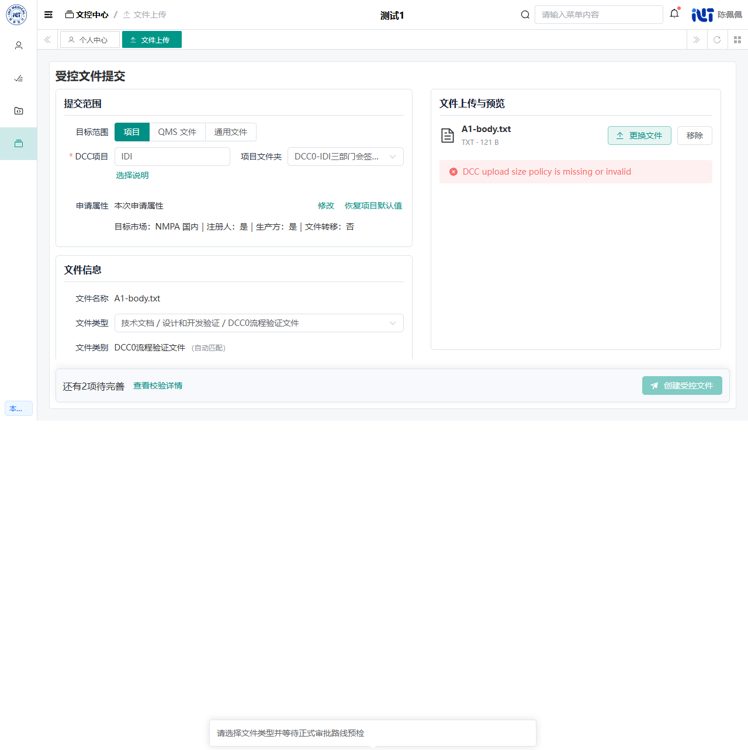 文控中心 / 文件上传
测试1
请输入菜单内容
陈佩佩
个人中心
文件上传
受控文件提交
提交范围
目标范围 项目 QMS 文件 通用文件
* DCC项目 IDI 项目文件夹 DCC0-IDI三部门会签...
选择说明
申请属性 本次申请属性 修改 恢复项目默认值
目标市场：NMPA 国内 | 注册人：是 | 生产方：是 | 文件转移：否
文件信息
文件名称 A1-body.txt
文件类型 技术文档 / 设计和开发验证 / DCC0流程验证文件
文件类别 DCC0流程验证文件 (自动匹配)
文件上传与预览
A1-body.txt
TXT · 121 B
更换文件 移除
DCC upload size policy is missing or invalid
还有2项待完善 查看校验详情
创建受控文件
本...
请选择文件类型并等待正式审批路线预检